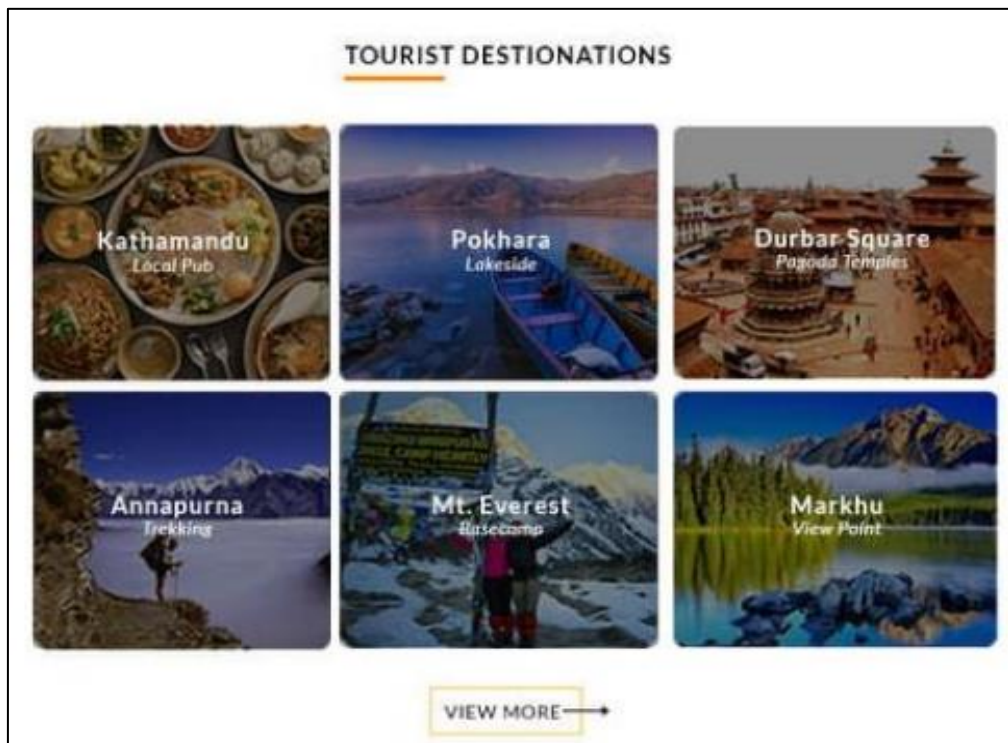 TOURIST DESTIONATIONS
Kathamandu
Local Pub
Pokhara
Lakeside
Durbar Square
Pagoda Temples
Annapurna
Trekking
Mt. Everest
Basecamp
Markhu
View Point
VIEW MORE